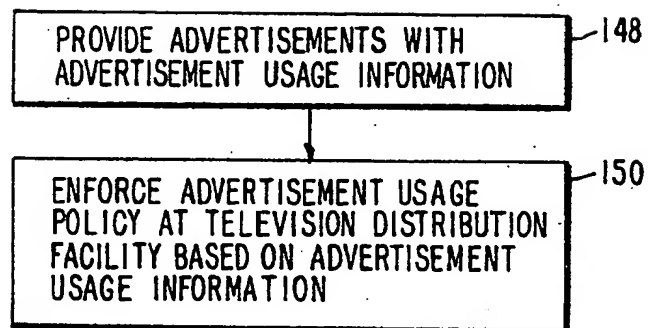 PROVIDE ADVERTISEMENTS WITH
ADVERTISEMENT USAGE INFORMATION
148
ENFORCE ADVERTISEMENT USAGE
POLICY AT TELEVISION DISTRIBUTION
FACILITY BASED ON ADVERTISEMENT
USAGE INFORMATION
150